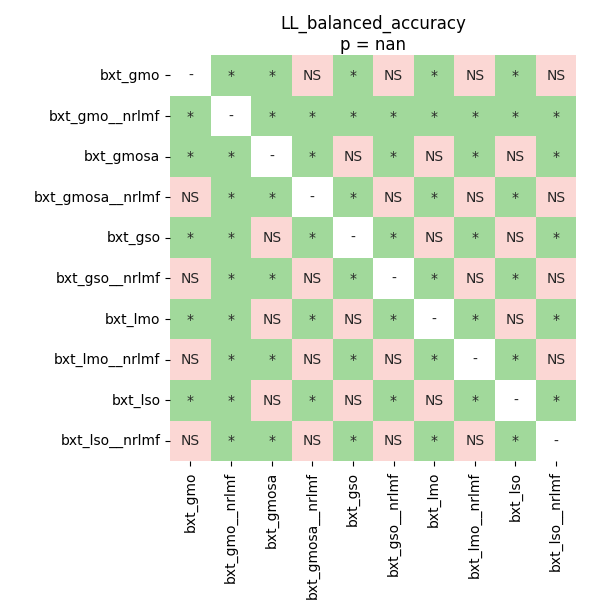 LL_balanced_accuracy
p = nan
bxt_gmo - * * NS * NS * NS * NS
bxt_gmo__nrlmf * - * * * * * * * *
bxt_gmosa * * - * NS * NS * NS *
bxt_gmosa__nrlmf NS * * - * NS * NS * NS
bxt_gso * * NS * - * NS * NS *
bxt_gso__nrlmf NS * * NS * - * NS * NS
bxt_lmo * * NS * NS * - * NS *
bxt_lmo__nrlmf NS * * NS * NS * - * NS
bxt_lso * * NS * NS * NS * - *
bxt_lso__nrlmf NS * * NS * NS * NS * -
bxt_gmo
bxt_gmo__nrlmf
bxt_gmosa
bxt_gmosa__nrlmf
bxt_gso
bxt_gso__nrlmf
bxt_lmo
bxt_lmo__nrlmf
bxt_lso
bxt_lso__nrlmf